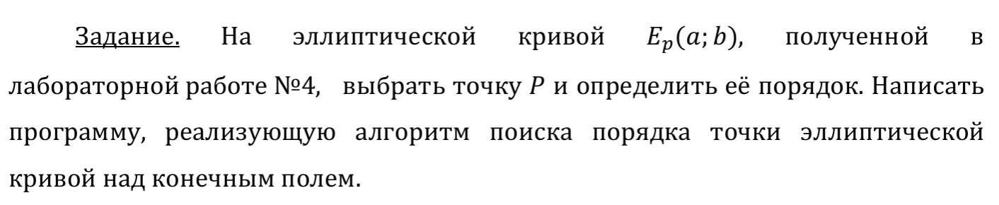 Задание. На эллиптической кривой E_p(a; b), полученной в
лабораторной работе №4, выбрать точку P и определить её порядок. Написать
программу, реализующую алгоритм поиска порядка точки эллиптической
кривой над конечным полем.